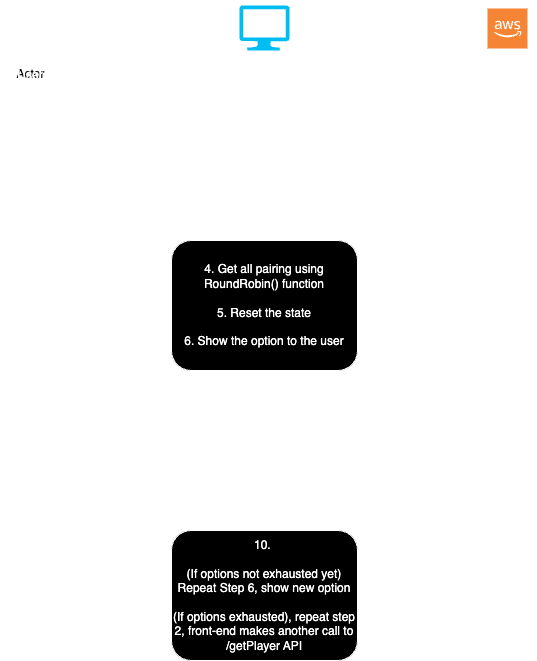 aws
Actor
4. Get all pairing using
RoundRobin() function
5. Reset the state
6. Show the option to the user
10.
(If options not exhausted yet)
Repeat Step 6, show new option
(If options exhausted), repeat step
2, front-end makes another call to
/getPlayer API